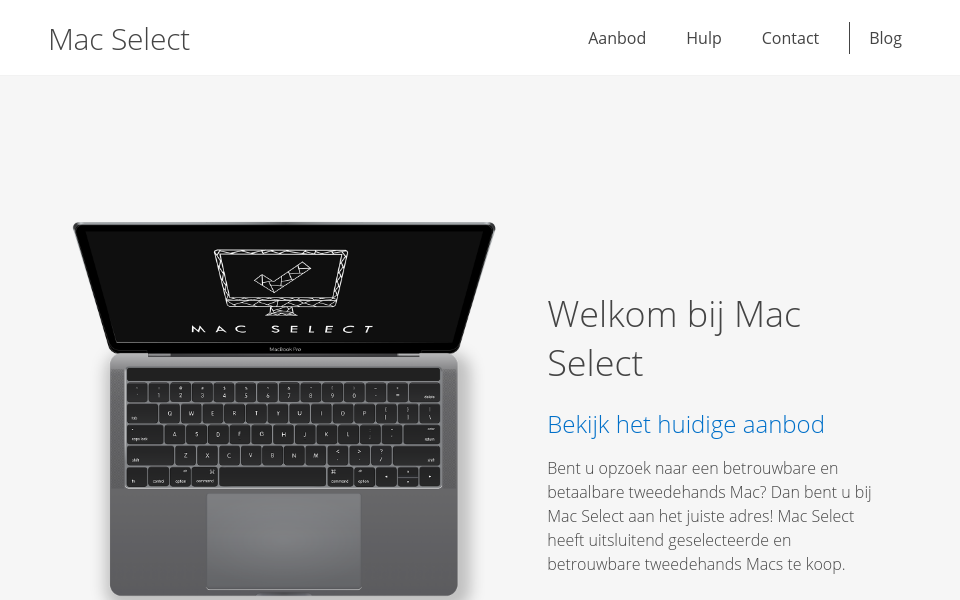 Mac Select
Aanbod
Hulp
Contact
Blog
MAC SELECT
MacBook Pro
Welkom bij Mac
Select
Bekijk het huidige aanbod
Bent u opzoek naar een betrouwbare en
betaalbare tweedehands Mac? Dan bent u bij
Mac Select aan het juiste adres! Mac Select
heeft uitsluitend geselecteerde en
betrouwbare tweedehands Macs te koop.